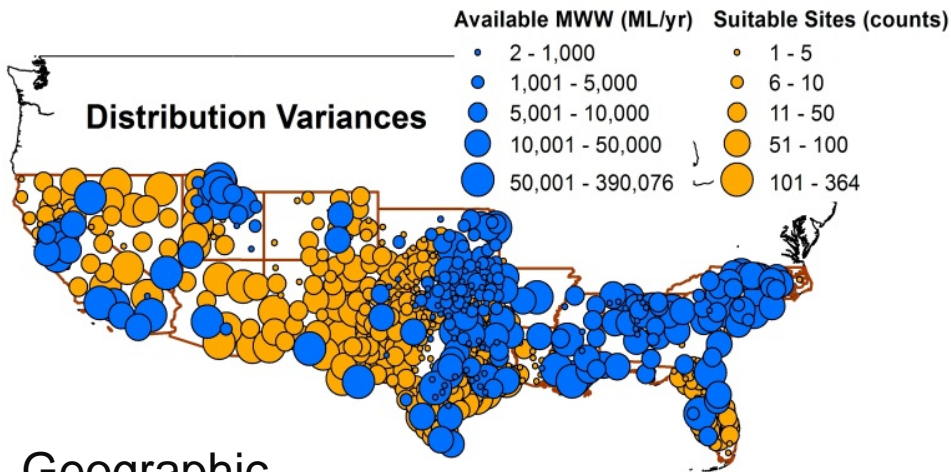 Available MWW (ML/yr) Suitable Sites (counts)
2 - 1,000 1 - 5
1,001 - 5,000 6 - 10
5,001 - 10,000 11 - 50
10,001 - 50,000 51 - 100
50,001 - 390,076 101 - 364
Distribution Variances
Geographic